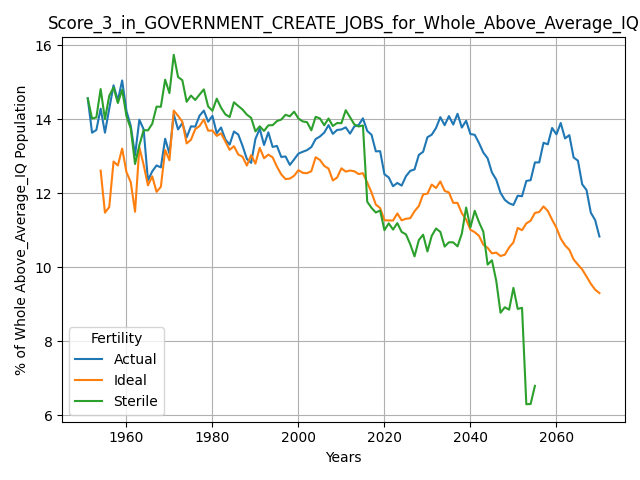 Score_3_in_GOVERNMENT_CREATE_JOBS_for_Whole_Above_Average_IQ
% of Whole Above_Average_IQ Population
16
14
12
10
8
6
Fertility
Actual
Ideal
Sterile
1960 1980 2000 2020 2040 2060
Years